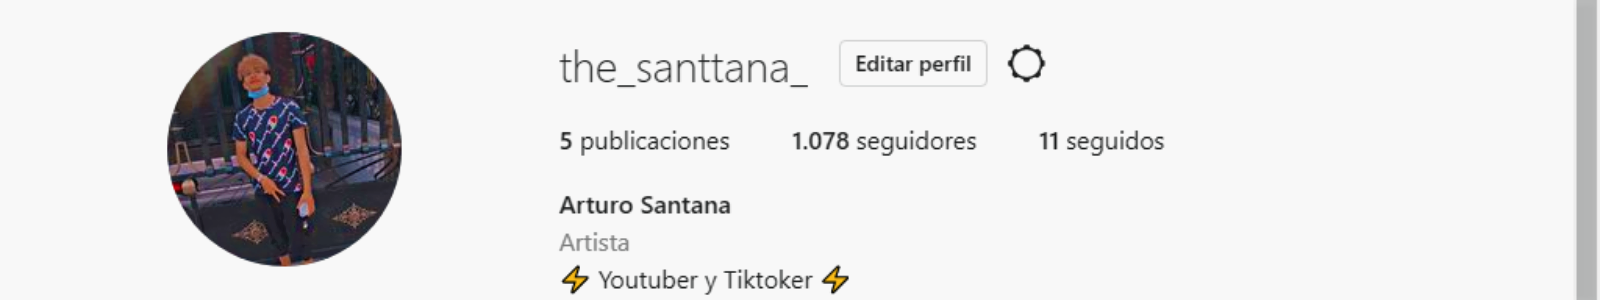 the_santtana_ Editar perfil
5 publicaciones 1.078 seguidores 11 seguidos
Arturo Santana
Artista
⚡ Youtuber y Tiktoker ⚡